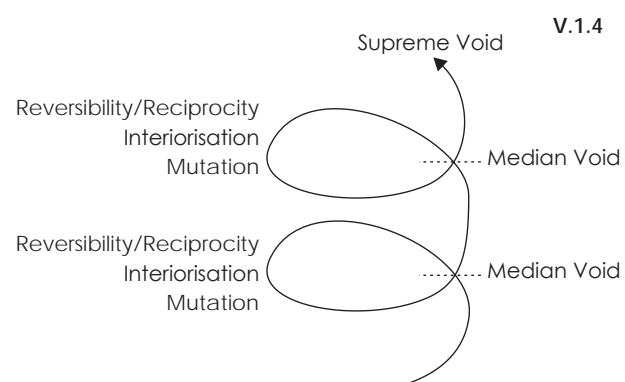 V.1.4
Supreme Void
Reversibility/Reciprocity
Interiorisation
Mutation
Median Void
Reversibility/Reciprocity
Interiorisation
Mutation
Median Void